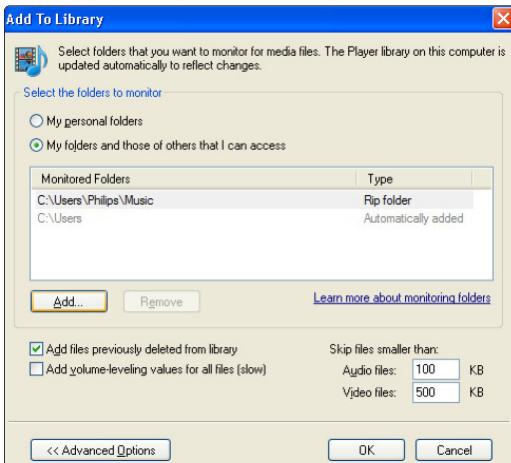 Add To Library
Select folders that you want to monitor for media files. The Player library on this computer is
updated automatically to reflect changes.
Select the folders to monitor
My personal folders
My folders and those of others that I can access
Monitored Folders Type
C:\Users\Philips\Music Rip folder
C:\Users Automatically added
Add... Remove Learn more about monitoring folders
Add files previously deleted from library Skip files smaller than:
Add volume-leveling values for all files (slow) Audio files: 100 KB
Video files: 500 KB
<< Advanced Options OK Cancel